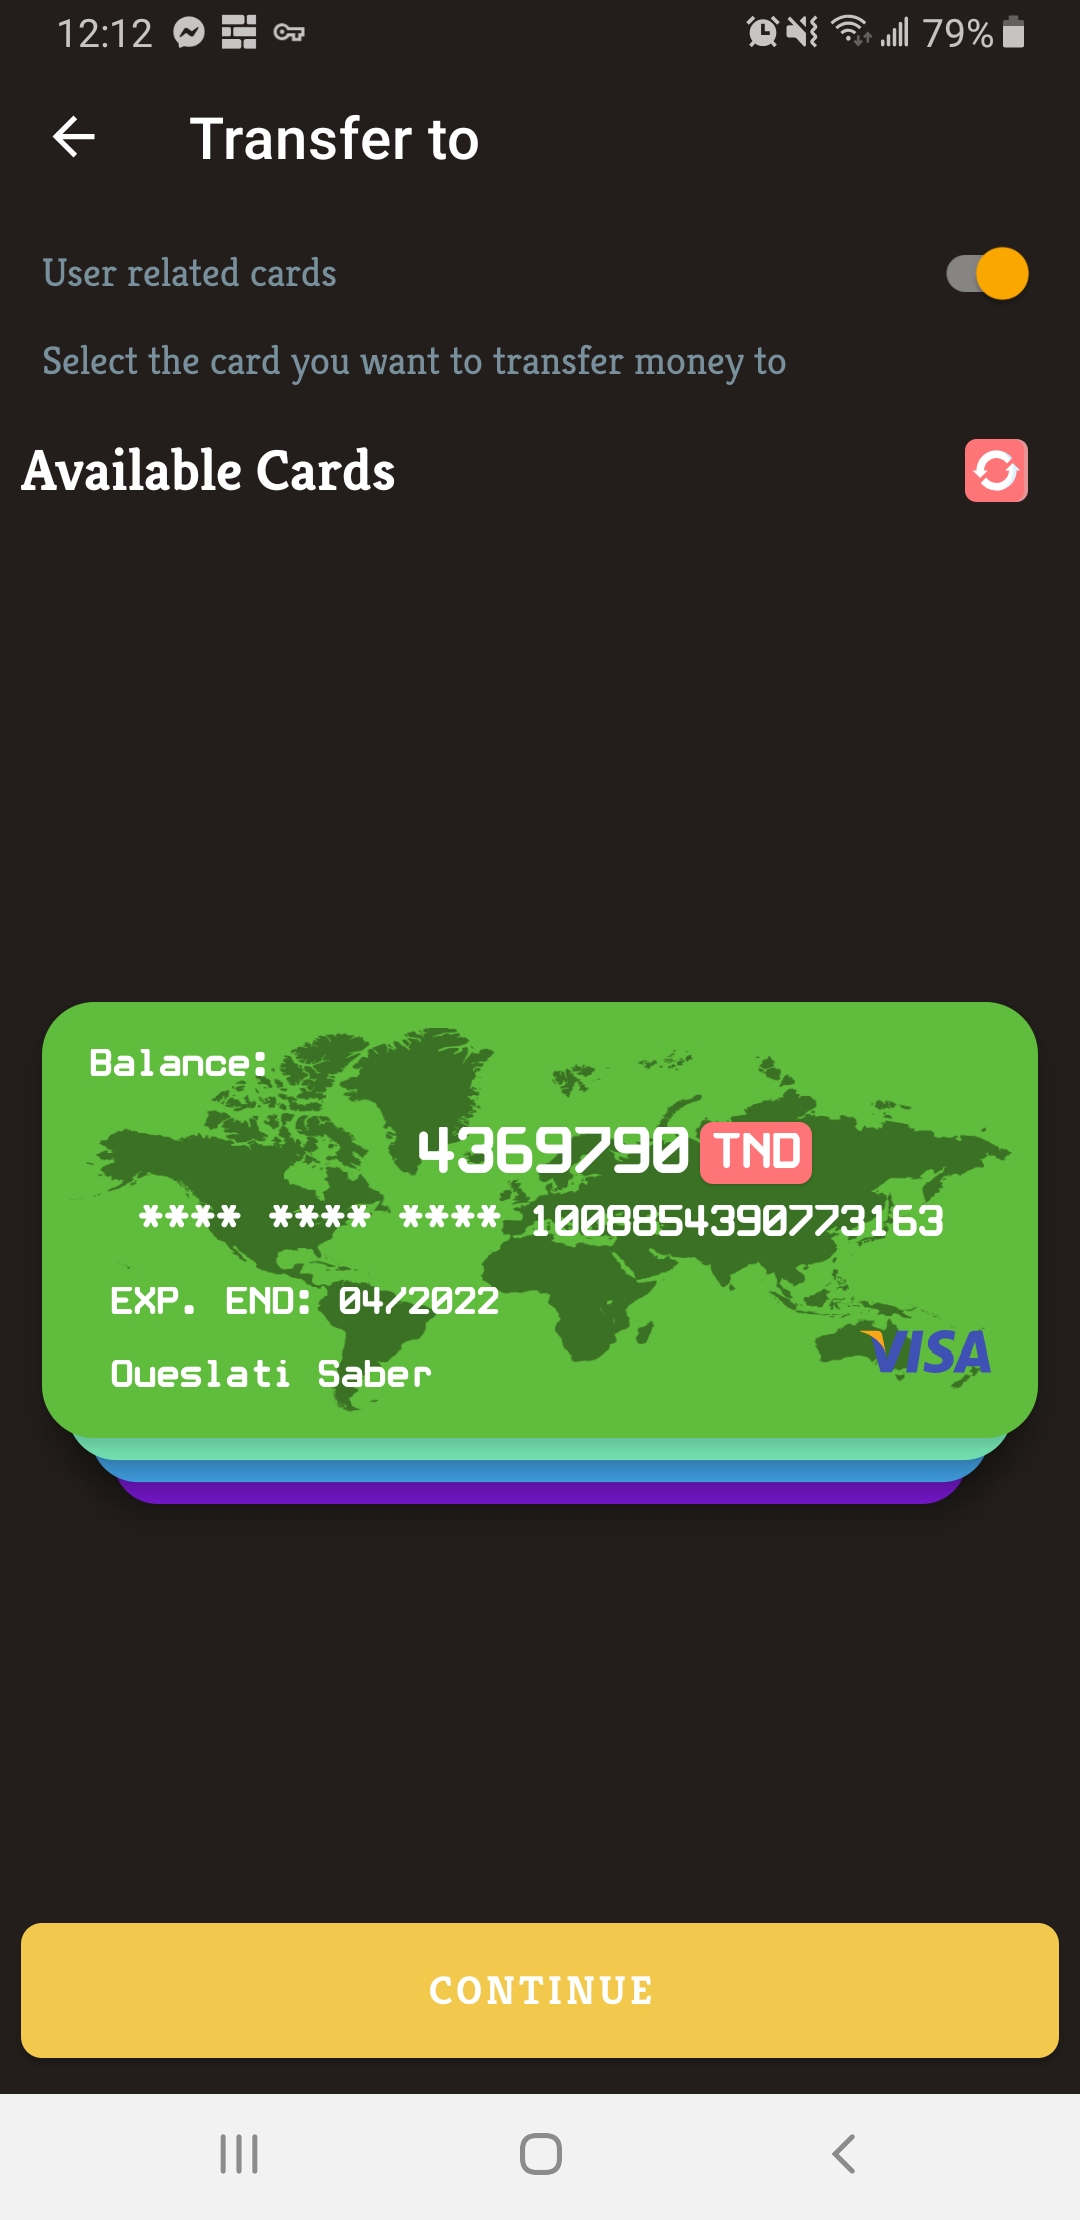 12:12 79%
Transfer to
User related cards
Select the card you want to transfer money to
Available Cards
Balance:
4369790 TND
**** **** **** 1008854390773163
EXP. END: 04/2022
Oueslati Saber
VISA
CONTINUE